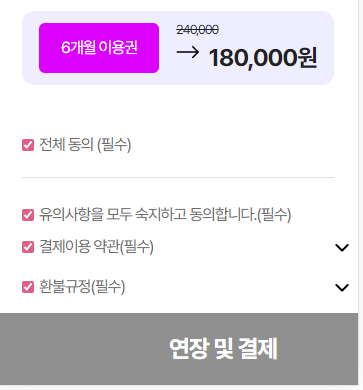 240,000
6개월 이용권
→ 180,000원
전체 동의 (필수)
유의사항을 모두 숙지하고 동의합니다.(필수)
결제이용 약관(필수)
환불규정(필수)
연장 및 결제